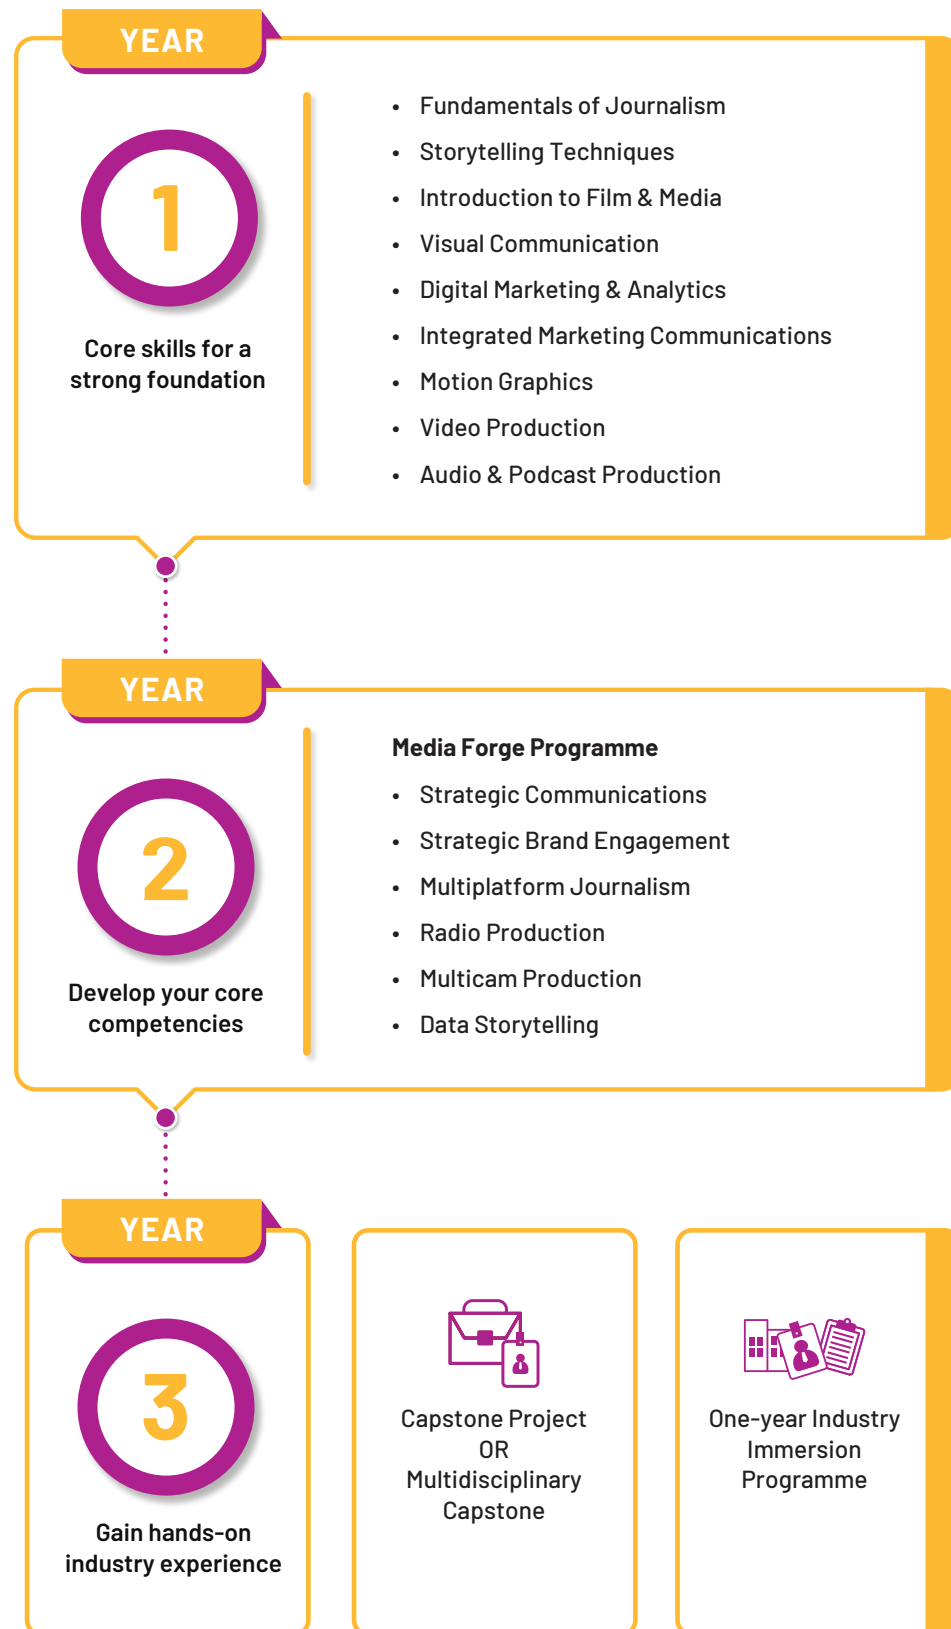 YEAR
1
Core skills for a
strong foundation
• Fundamentals of Journalism
• Storytelling Techniques
• Introduction to Film & Media
• Visual Communication
• Digital Marketing & Analytics
• Integrated Marketing Communications
• Motion Graphics
• Video Production
• Audio & Podcast Production
YEAR
2
Develop your core
competencies
Media Forge Programme
• Strategic Communications
• Strategic Brand Engagement
• Multiplatform Journalism
• Radio Production
• Multicam Production
• Data Storytelling
YEAR
3
Gain hands-on
industry experience
Capstone Project
OR
Multidisciplinary
Capstone
One-year Industry
Immersion
Programme